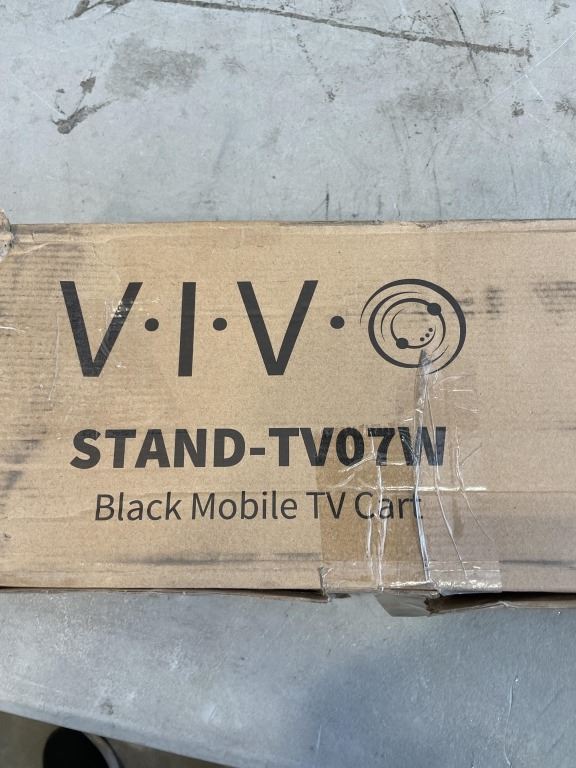 V·I·V·O
STAND-TV07W
Black Mobile TV Cart